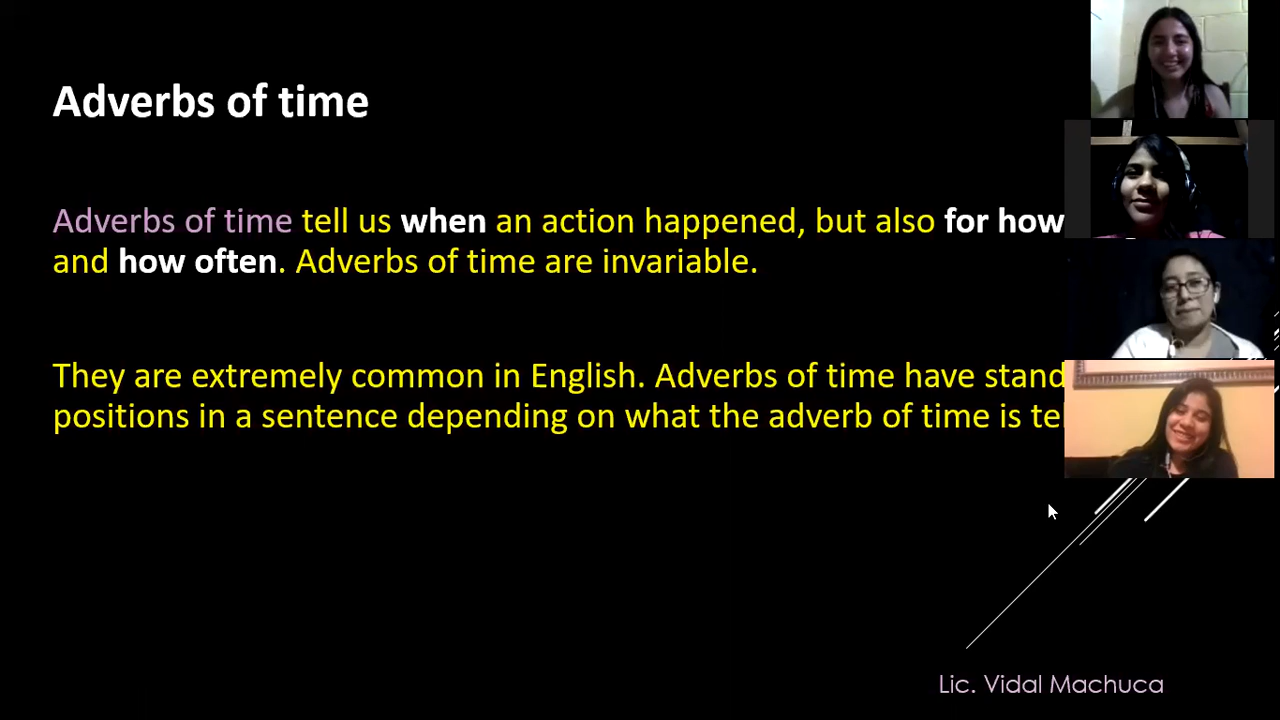 Adverbs of time
Adverbs of time tell us when an action happened, but also for how
and how often. Adverbs of time are invariable.
They are extremely common in English. Adverbs of time have
positions in a sentence depending on what the adverb of time is
Lic. Vidal Machuca